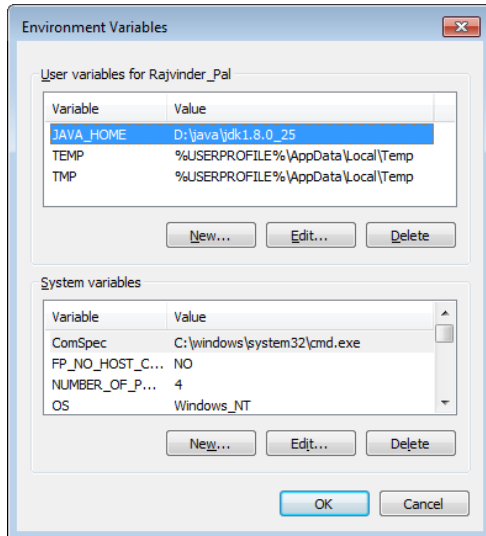 Environment Variables
User variables for Rajvinder_Pal
Variable Value
JAVA_HOME D:\java\jdk1.8.0_25
TEMP %USERPROFILE%\AppData\Local\Temp
TMP %USERPROFILE%\AppData\Local\Temp
New... Edit... Delete
System variables
Variable Value
ComSpec C:\windows\system32\cmd.exe
FP_NO_HOST_C... NO
NUMBER_OF_P... 4
OS Windows_NT
New... Edit... Delete
OK Cancel